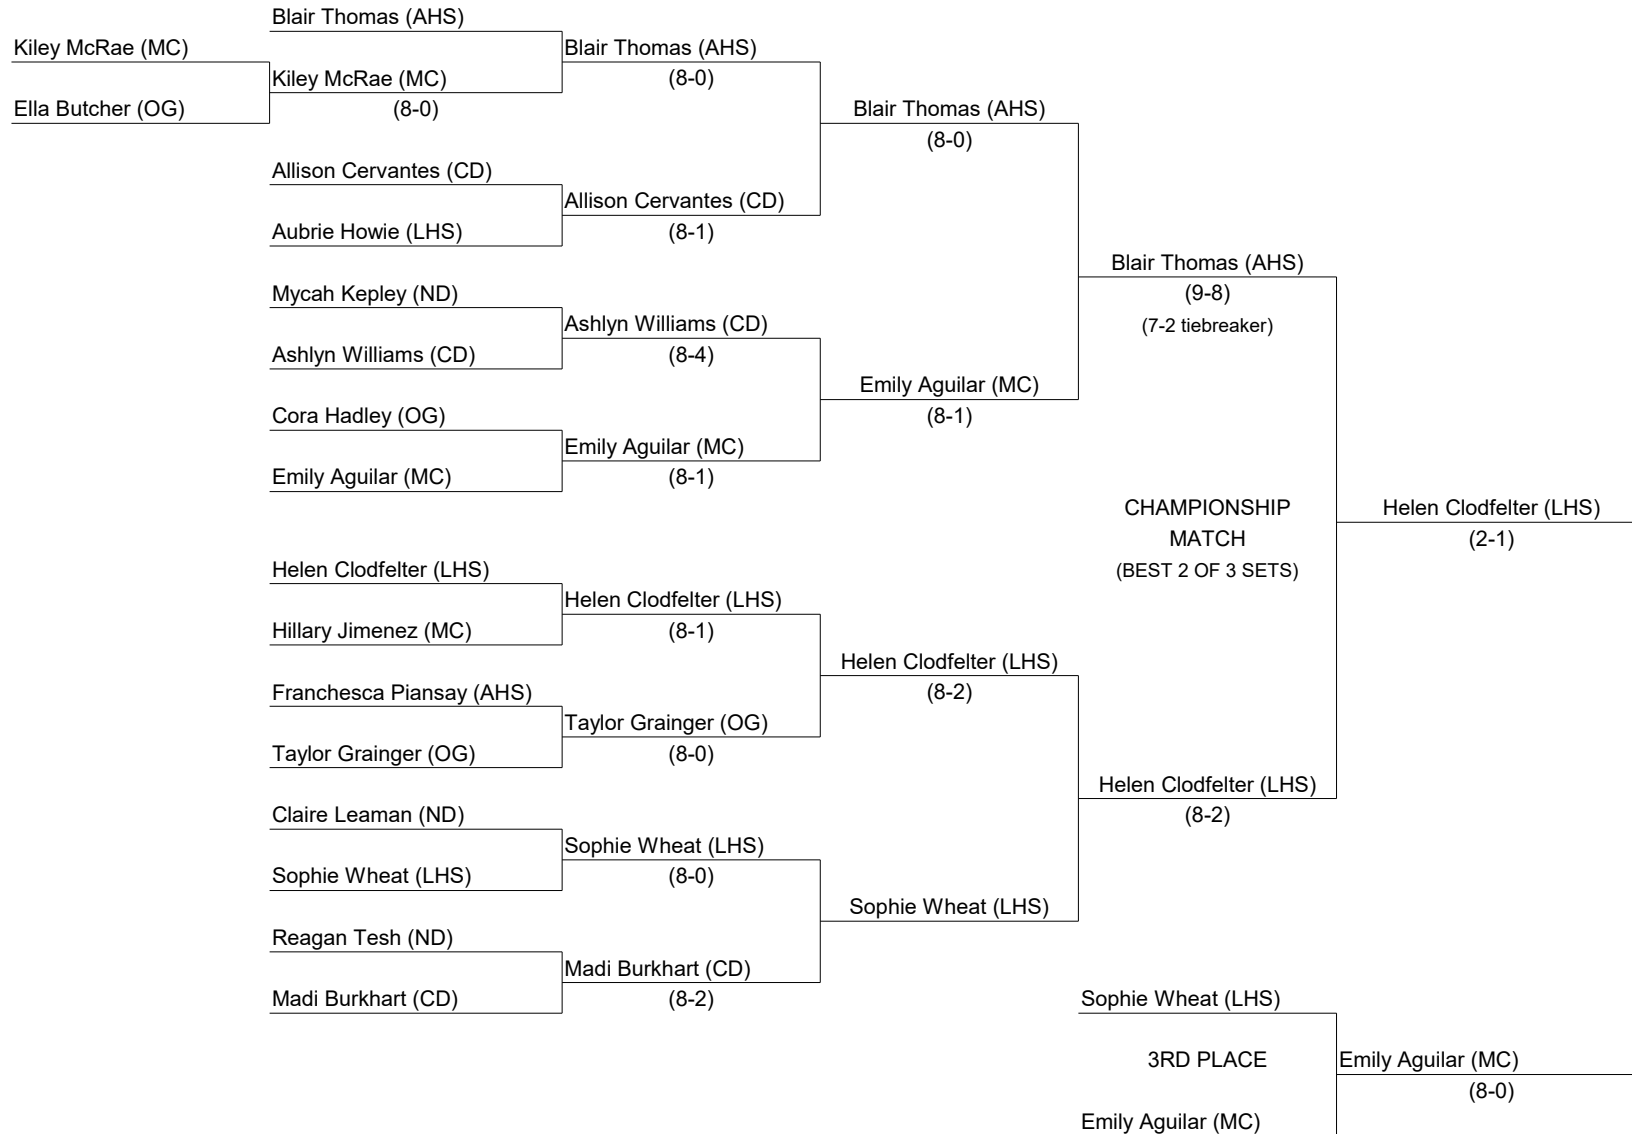 Blair Thomas (AHS)
Kiley McRae (MC)
Blair Thomas (AHS)
Kiley McRae (MC)
(8-0)
Ella Butcher (OG)
(8-0)
Blair Thomas (AHS)
(8-0)
Allison Cervantes (CD)
Allison Cervantes (CD)
Aubrie Howie (LHS)
(8-1)
Blair Thomas (AHS)
Mycah Kepley (ND)
(9-8)
Ashlyn Williams (CD)
(7-2 tiebreaker)
Ashlyn Williams (CD)
(8-4)
Emily Aguilar (MC)
Cora Hadley (OG)
(8-1)
Emily Aguilar (MC)
Emily Aguilar (MC)
(8-1)
CHAMPIONSHIP
Helen Clodfelter (LHS)
MATCH
(2-1)
(BEST 2 OF 3 SETS)
Helen Clodfelter (LHS)
Helen Clodfelter (LHS)
Hillary Jimenez (MC)
(8-1)
Helen Clodfelter (LHS)
Franchesca Piansay (AHS)
(8-2)
Taylor Grainger (OG)
Taylor Grainger (OG)
(8-0)
Helen Clodfelter (LHS)
Claire Leaman (ND)
(8-2)
Sophie Wheat (LHS)
Sophie Wheat (LHS)
(8-0)
Sophie Wheat (LHS)
Reagan Tesh (ND)
Madi Burkhart (CD)
Madi Burkhart (CD)
(8-2)
Sophie Wheat (LHS)
3RD PLACE
Emily Aguilar (MC)
(8-0)
Emily Aguilar (MC)